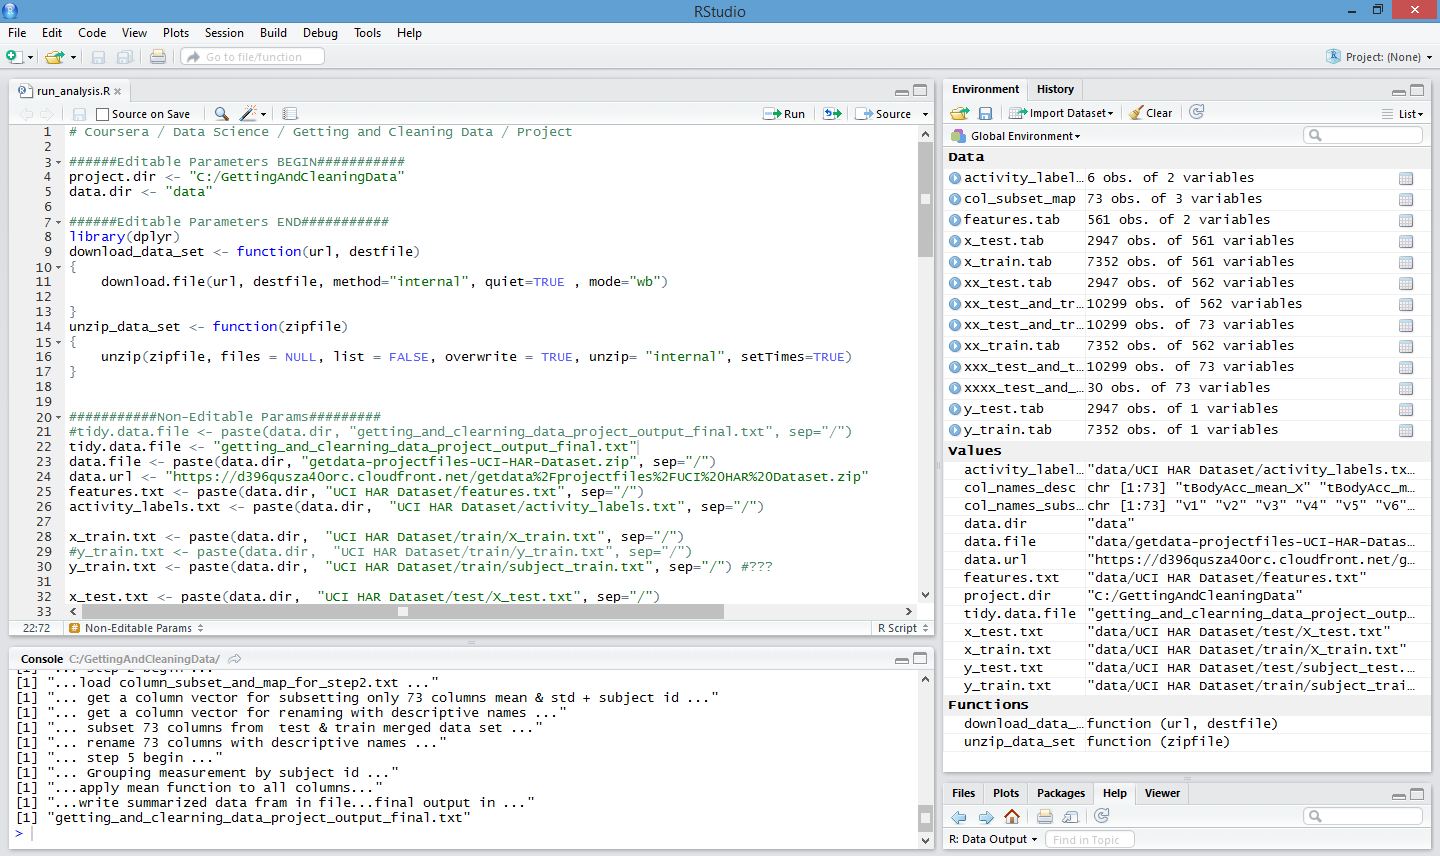 RStudio
File Edit Code View Plots Session Build Debug Tools Help
Go to file/function
Project: (None)
run_analysis.R
Source on Save
Run
Source
1 # Coursera / Data Science / Getting and Cleaning Data / Project
2
3 ######Editable Parameters BEGIN###########
4 project.dir <- "C:/GettingAndCleaningData"
5 data.dir <- "data"
6
7 ######Editable Parameters END###########
8 library(dplyr)
9 download_data_set <- function(url, destfile)
10 {
11     download.file(url, destfile, method="internal", quiet=TRUE , mode="wb")
12
13 }
14 unzip_data_set <- function(zipfile)
15 {
16     unzip(zipfile, files = NULL, list = FALSE, overwrite = TRUE, unzip= "internal", setTimes=TRUE)
17 }
18
19
20 ###########Non-Editable Params#########
21 #tidy.data.file <- paste(data.dir, "getting_and_clearning_data_project_output_final.txt", sep="/")
22 tidy.data.file <- "getting_and_clearning_data_project_output_final.txt"
23 data.file <- paste(data.dir, "getdata-projectfiles-UCI-HAR-Dataset.zip", sep="/")
24 data.url <- "https://d396qusza40orc.cloudfront.net/getdata%2Fprojectfiles%2FUCI%20HAR%20Dataset.zip"
25 features.txt <- paste(data.dir, "UCI HAR Dataset/features.txt", sep="/")
26 activity_labels.txt <- paste(data.dir,  "UCI HAR Dataset/activity_labels.txt", sep="/")
27
28 x_train.txt <- paste(data.dir,  "UCI HAR Dataset/train/X_train.txt", sep="/")
29 #y_train.txt <- paste(data.dir,  "UCI HAR Dataset/train/y_train.txt", sep="/")
30 y_train.txt <- paste(data.dir,  "UCI HAR Dataset/train/subject_train.txt", sep="/") #???
31
32 x_test.txt <- paste(data.dir,  "UCI HAR Dataset/test/X_test.txt", sep="/")
33
22:72 # Non-Editable Params R Script
Console C:/GettingAndCleaningData/
[1] "... step 2 begin ..."
[1] "...load column_subset_and_map_for_step2.txt ..."
[1] "... get a column vector for subsetting only 73 columns mean & std + subject id ..."
[1] "... get a column vector for renaming with descriptive names ..."
[1] "... subset 73 columns from  test & train merged data set ..."
[1] "... rename 73 columns with descriptive names ..."
[1] "... step 5 begin ..."
[1] "... Grouping measurement by subject id ..."
[1] "...apply mean function to all columns..."
[1] "...write summarized data fram in file...final output in ..."
[1] "getting_and_clearning_data_project_output_final.txt"
>
Environment History
Import Dataset Clear List
Global Environment
Data
activity_label… 6 obs. of 2 variables
col_subset_map 73 obs. of 3 variables
features.tab 561 obs. of 2 variables
x_test.tab 2947 obs. of 561 variables
x_train.tab 7352 obs. of 561 variables
xx_test.tab 2947 obs. of 562 variables
xx_test_and_tr… 10299 obs. of 562 variables
xx_test_and_tr… 10299 obs. of 73 variables
xx_train.tab 7352 obs. of 562 variables
xxx_test_and_t… 10299 obs. of 73 variables
xxxx_test_and_… 30 obs. of 73 variables
y_test.tab 2947 obs. of 1 variables
y_train.tab 7352 obs. of 1 variables
Values
activity_label… "data/UCI HAR Dataset/activity_labels.tx…
col_names_desc chr [1:73] "tBodyAcc_mean_X" "tBodyAcc_m…
col_names_subs… chr [1:73] "V1" "V2" "V3" "V4" "V5" "V6"…
data.dir "data"
data.file "data/getdata-projectfiles-UCI-HAR-Datas…
data.url "https://d396qusza40orc.cloudfront.net/g…
features.txt "data/UCI HAR Dataset/features.txt"
project.dir "C:/GettingAndCleaningData"
tidy.data.file "getting_and_clearning_data_project_outp…
x_test.txt "data/UCI HAR Dataset/test/X_test.txt"
x_train.txt "data/UCI HAR Dataset/train/X_train.txt"
y_test.txt "data/UCI HAR Dataset/test/subject_test.…
y_train.txt "data/UCI HAR Dataset/train/subject_trai…
Functions
download_data_… function (url, destfile)
unzip_data_set function (zipfile)
Files Plots Packages Help Viewer
R: Data Output Find in Topic